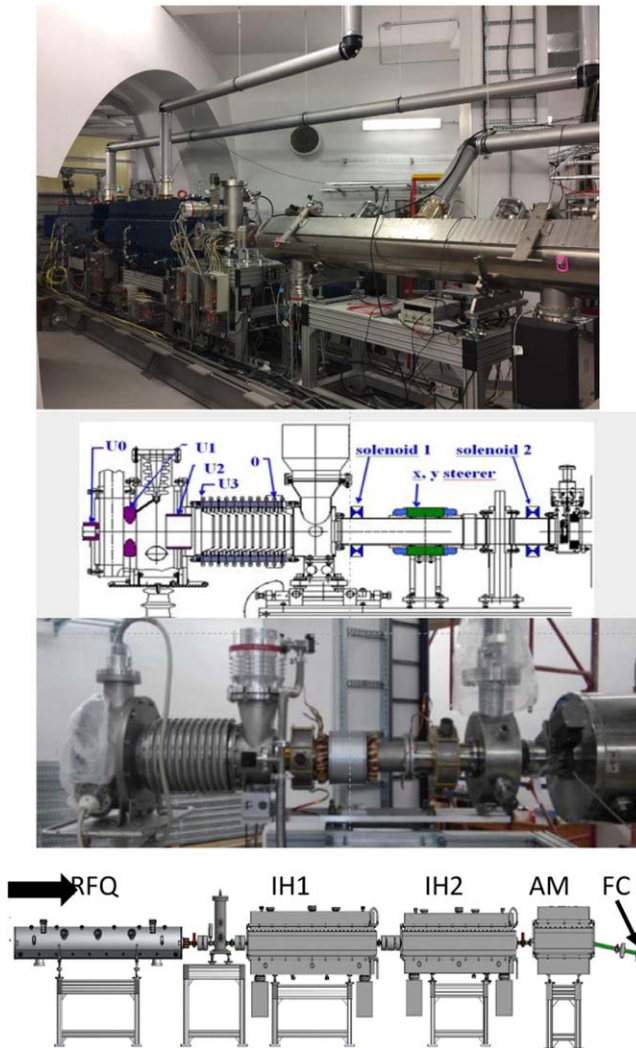 U0
U1
U2
U3
0
solenoid 1
solenoid 2
x, y steerer
RFQ
IH1
IH2
AM
FC